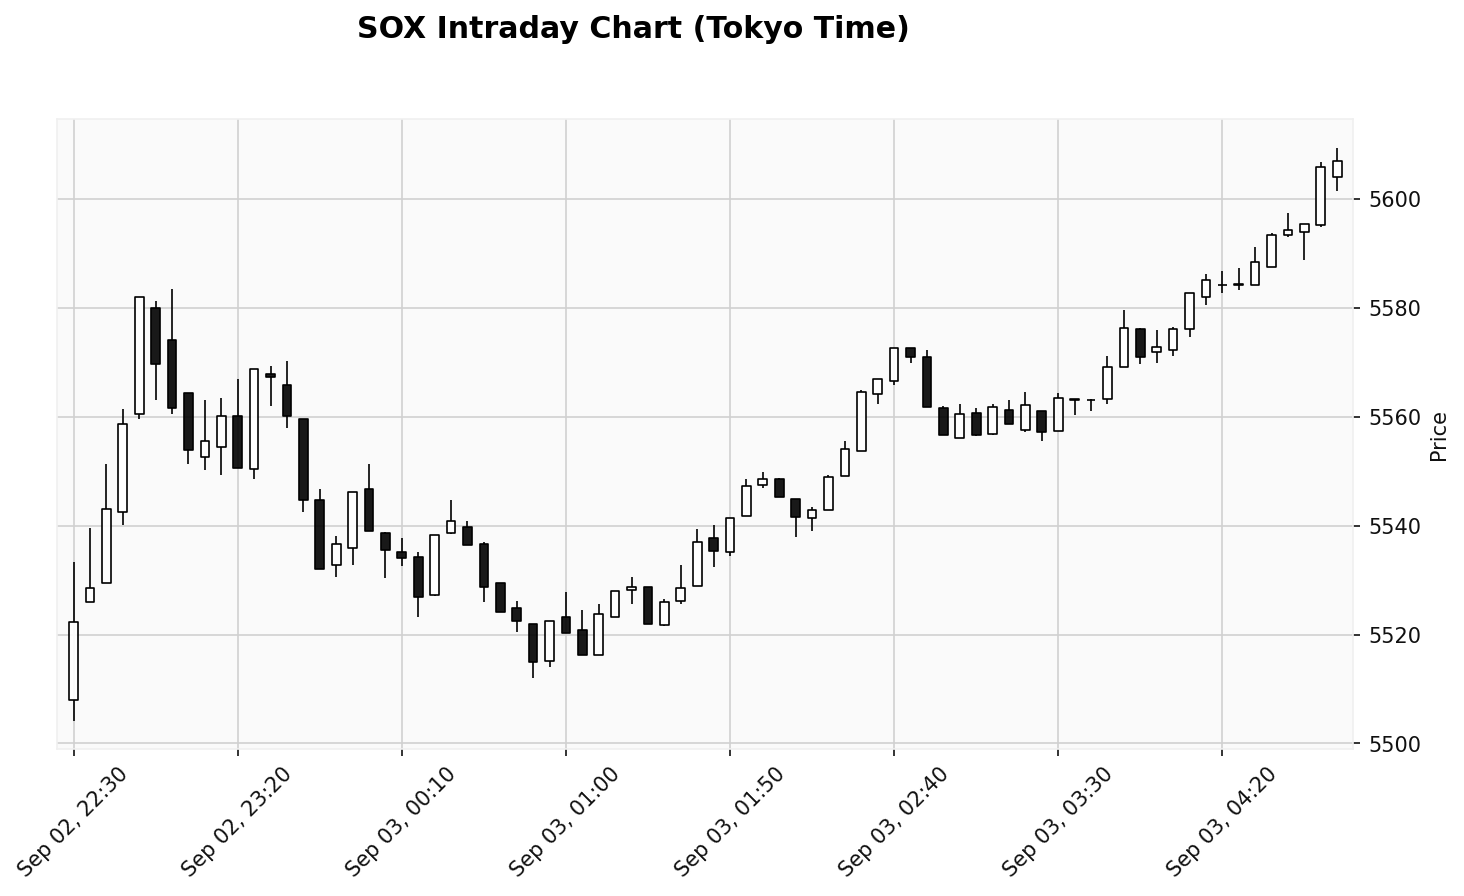 SOX Intraday Chart (Tokyo Time)
5600
5580
5560
5540
5520
5500
Price
Sep 02, 22:30
Sep 02, 23:20
Sep 03, 00:10
Sep 03, 01:00
Sep 03, 01:50
Sep 03, 02:40
Sep 03, 03:30
Sep 03, 04:20